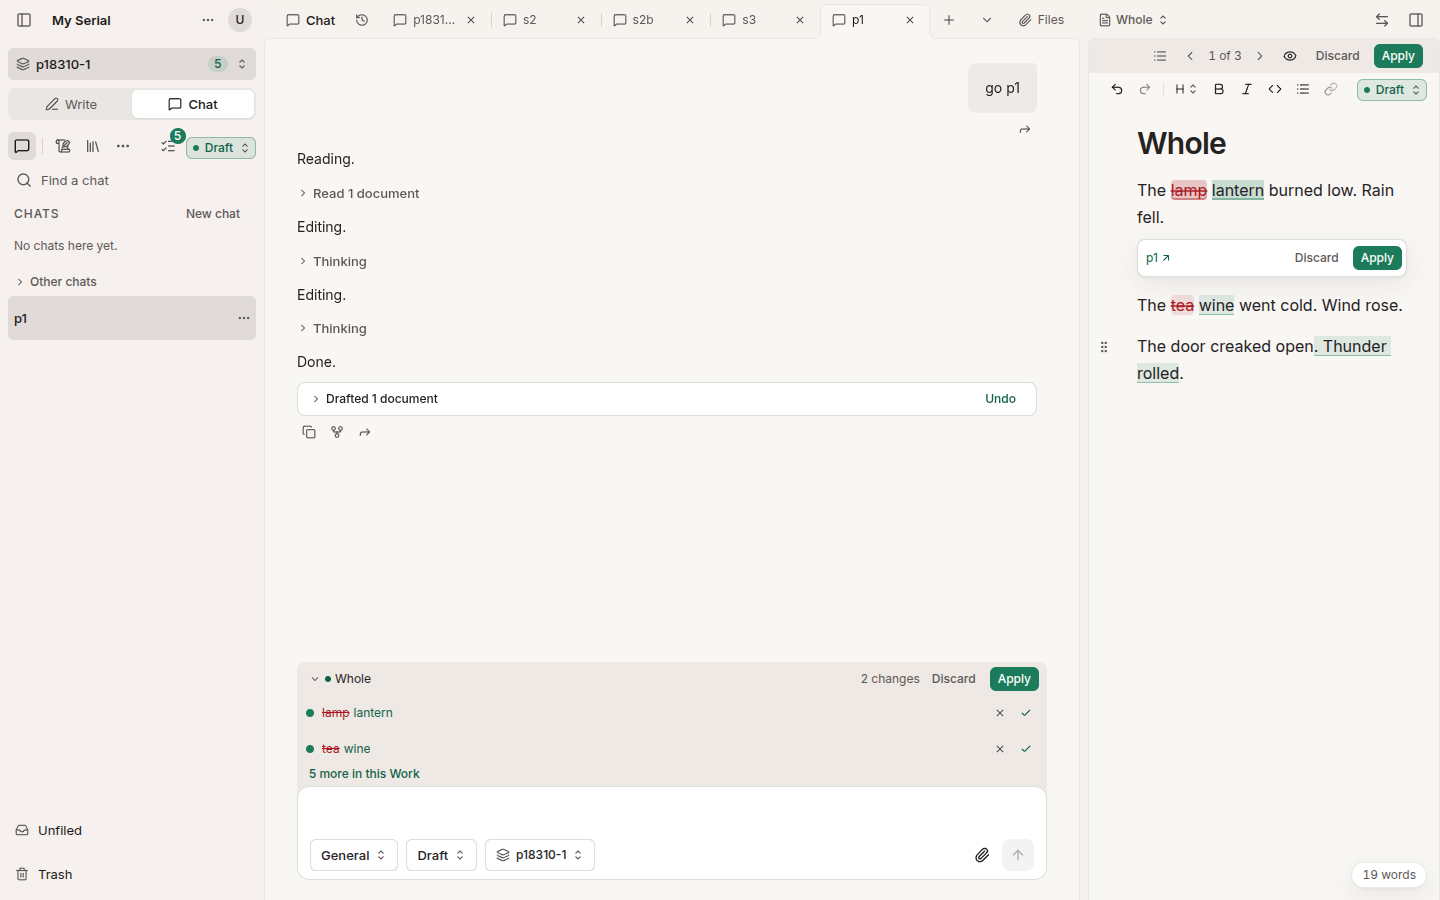 My Serial
U
p18310-1
5
Write
Chat
5
Draft
Find a chat
CHATS
New chat
No chats here yet.
Other chats
p1
Unfiled
Trash
Chat
p1831...
s2
s2b
s3
p1
Files
go p1
Reading.
Read 1 document
Editing.
Thinking
Editing.
Thinking
Done.
Drafted 1 document
Undo
Whole
2 changes
Discard
Apply
lamp lantern
tea wine
5 more in this Work
General
Draft
p18310-1
Whole
1 of 3
Discard
Apply
H
B
I
Draft
Whole
The lamp lantern burned low. Rain
fell.
p1
Discard
Apply
The tea wine went cold. Wind rose.
The door creaked open. Thunder
rolled.
19 words